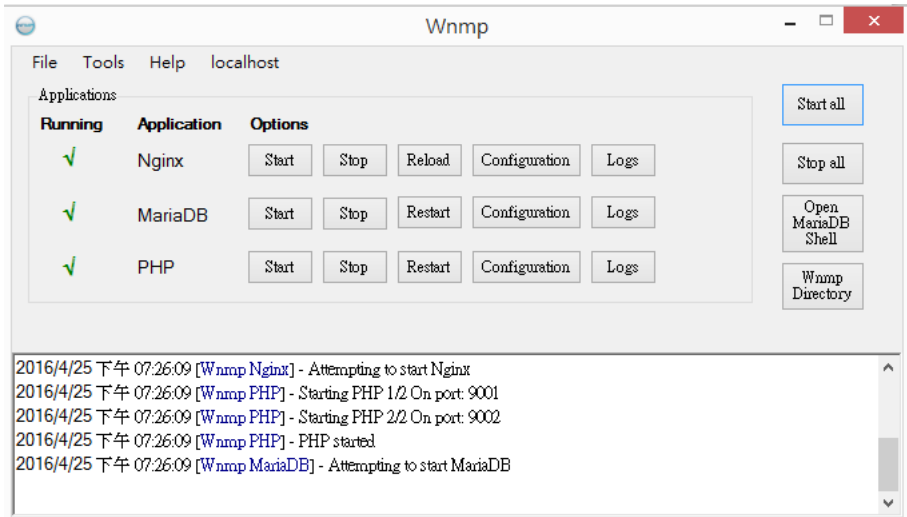 Wnmp
File Tools Help localhost
Applications
Running Application Options
√ Nginx Start Stop Reload Configuration Logs
√ MariaDB Start Stop Restart Configuration Logs
√ PHP Start Stop Restart Configuration Logs
Start all
Stop all
Open
MariaDB
Shell
Wnmp
Directory
2016/4/25 下午 07:26:09 [Wnmp Nginx] - Attempting to start Nginx
2016/4/25 下午 07:26:09 [Wnmp PHP] - Starting PHP 1/2 On port: 9001
2016/4/25 下午 07:26:09 [Wnmp PHP] - Starting PHP 2/2 On port: 9002
2016/4/25 下午 07:26:09 [Wnmp PHP] - PHP started
2016/4/25 下午 07:26:09 [Wnmp MariaDB] - Attempting to start MariaDB